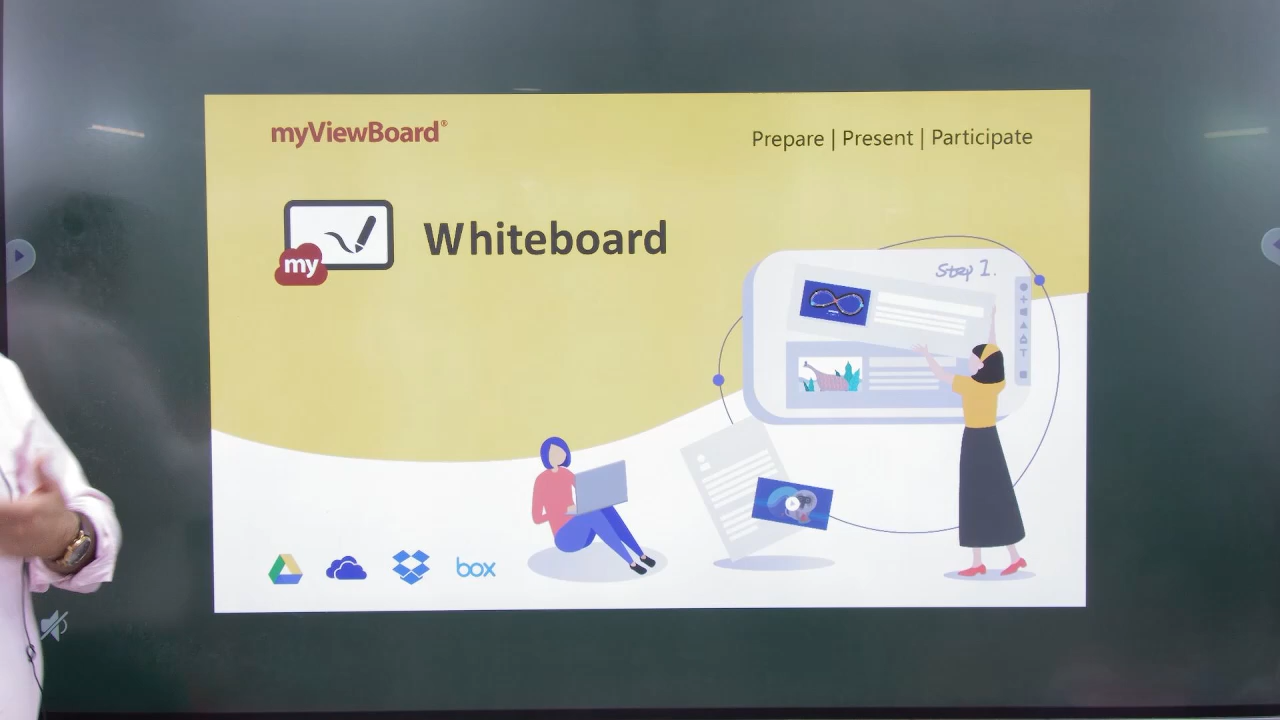 myViewBoard®
Prepare | Present | Participate
Whiteboard
my
Step 1.
T
box